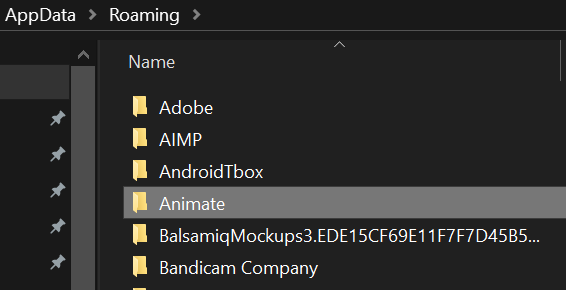 AppData > Roaming >
Name
Adobe
AIMP
AndroidTbox
Animate
BalsamiqMockups3.EDE15CF69E11F7F7D45B5...
Bandicam Company